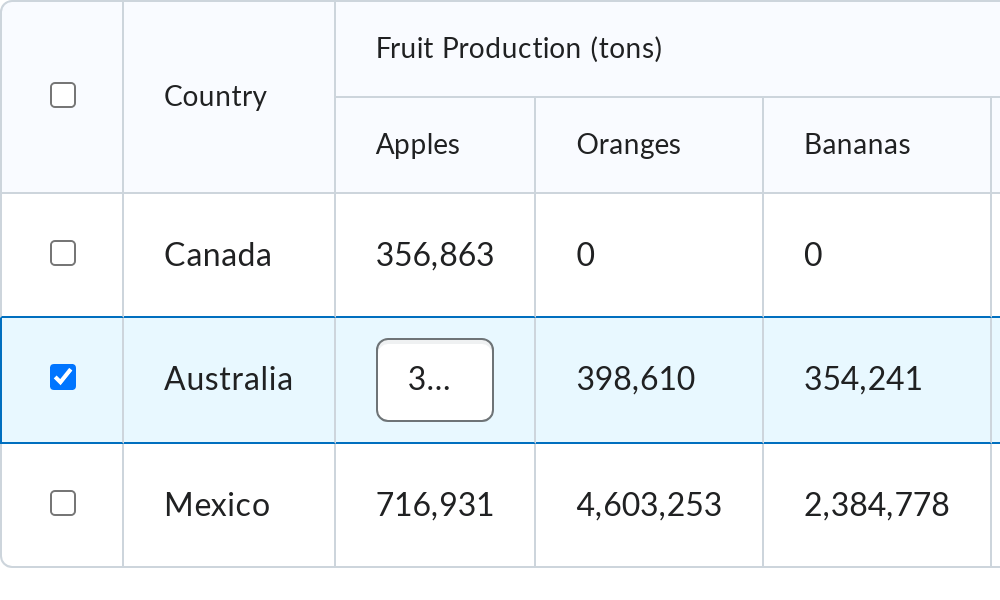 Country
Fruit Production (tons)
Apples Oranges Bananas
Canada 356,863 0 0
Australia 3... 398,610 354,241
Mexico 716,931 4,603,253 2,384,778